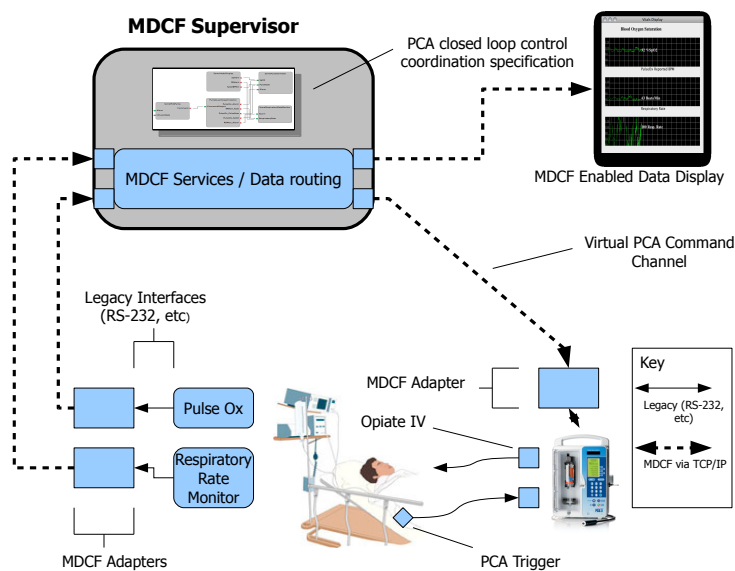 MDCF Supervisor
PCA closed loop control
coordination specification
MDCF Services / Data routing
Blood Oxygen Saturation
Respiratory Rate
MDCF Enabled Data Display
Virtual PCA Command
Channel
Legacy Interfaces
(RS-232, etc)
Pulse Ox
Respiratory
Rate
Monitor
MDCF Adapters
MDCF Adapter
Opiate IV
PCA Trigger
Key
Legacy (RS-232,
etc)
MDCF via TCP/IP